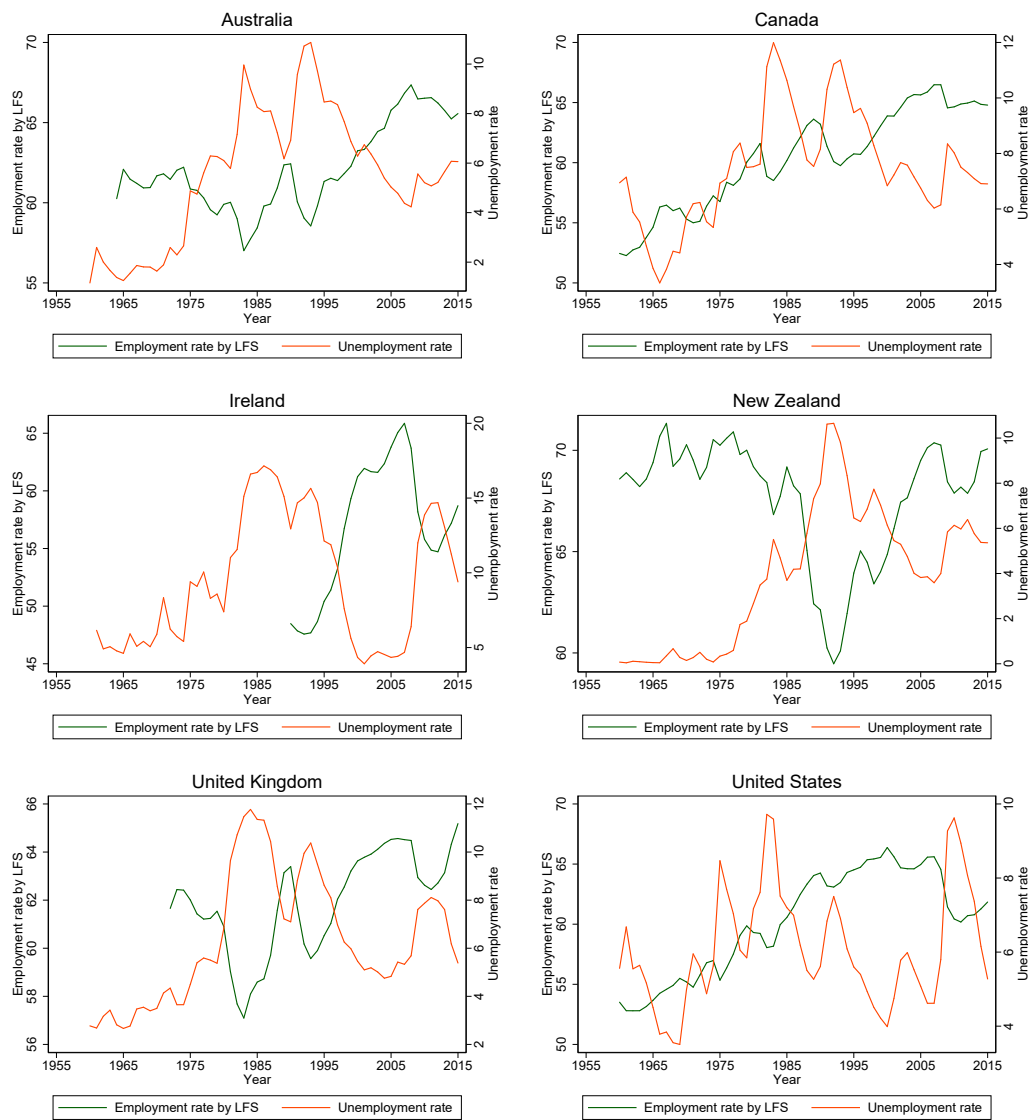 Australia
Canada
Employment rate by LFS
55 60 65 70
Unemployment rate
2 4 6 8 10
1955 1965 1975 1985 1995 2005 2015
Year
Employment rate by LFS
50 55 60 65 70
Unemployment rate
4 6 8 10 12
1955 1965 1975 1985 1995 2005 2015
Year
Employment rate by LFS Unemployment rate
Employment rate by LFS Unemployment rate
Ireland
New Zealand
Employment rate by LFS
45 50 55 60 65
Unemployment rate
5 10 15 20
1955 1965 1975 1985 1995 2005 2015
Year
Employment rate by LFS
60 65 70
Unemployment rate
0 2 4 6 8 10
1955 1965 1975 1985 1995 2005 2015
Year
Employment rate by LFS Unemployment rate
Employment rate by LFS Unemployment rate
United Kingdom
United States
Employment rate by LFS
56 58 60 62 64 66
Unemployment rate
2 4 6 8 10 12
1955 1965 1975 1985 1995 2005 2015
Year
Employment rate by LFS
50 55 60 65 70
Unemployment rate
4 6 8 10
1955 1965 1975 1985 1995 2005 2015
Year
Employment rate by LFS Unemployment rate
Employment rate by LFS Unemployment rate